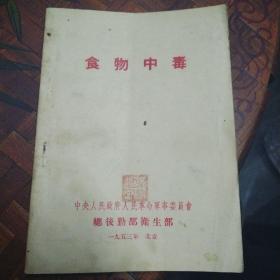 食物中毒
中央人民政府人民革命軍事委員會
總後勤部衛生部
一九五三年 北京